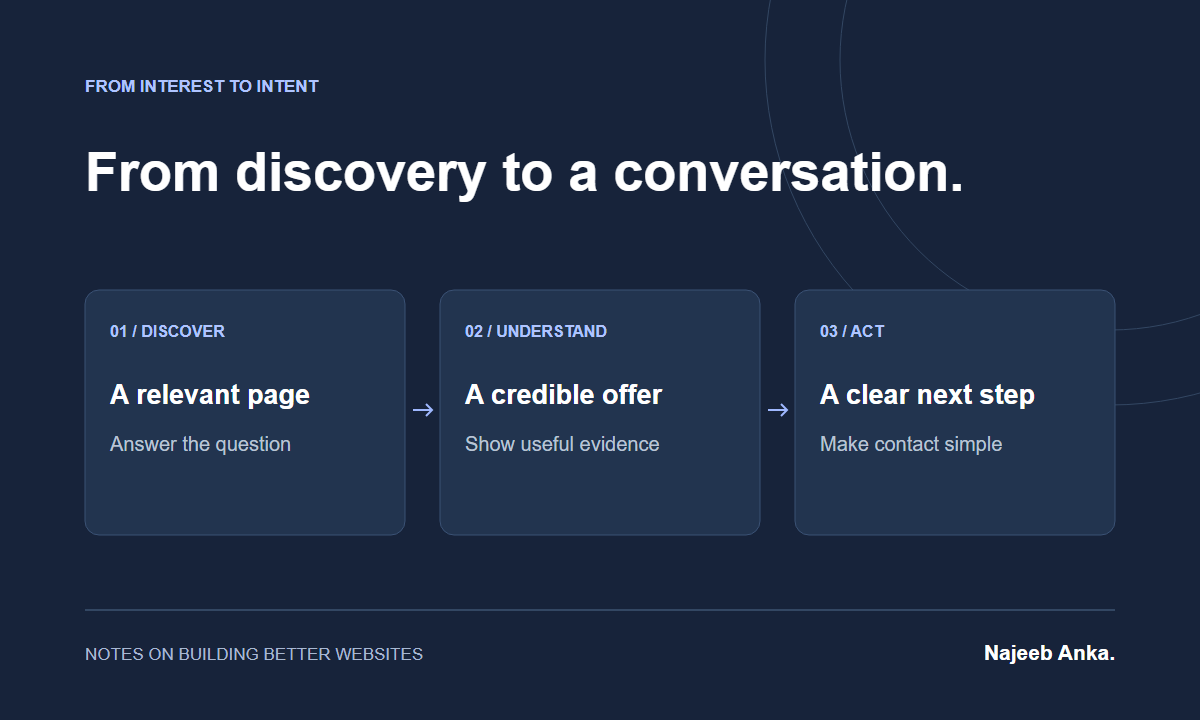 FROM INTEREST TO INTENT
From discovery to a conversation.
01 / DISCOVER
A relevant page
Answer the question
02 / UNDERSTAND
A credible offer
Show useful evidence
03 / ACT
A clear next step
Make contact simple
NOTES ON BUILDING BETTER WEBSITES
Najeeb Anka.